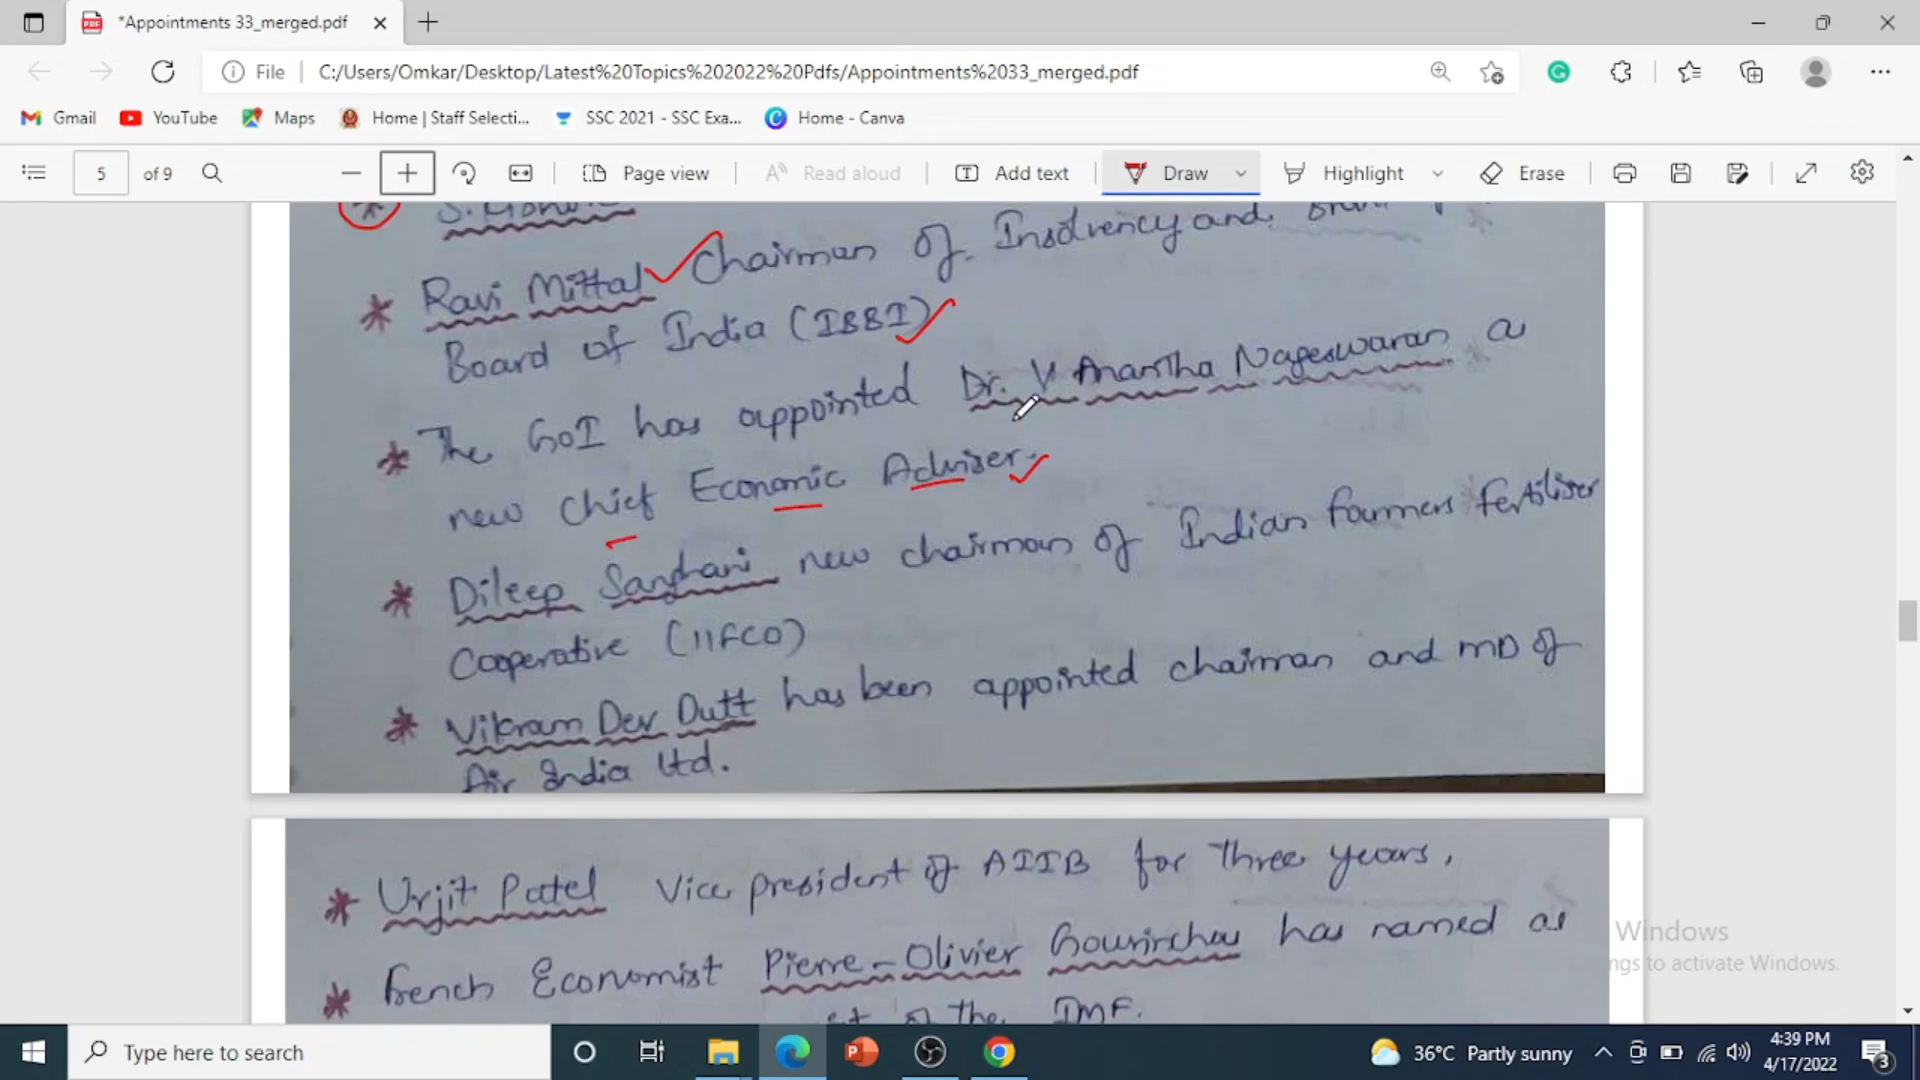 *Appointments 33_merged.pdf
File
C:/Users/Omkar/Desktop/Latest%20Topics%202022%20Pdfs/Appointments%2033_merged.pdf
Gmail YouTube Maps Home | Staff Selecti... SSC 2021 - SSC Exa... Home - Canva
5 of 9 Page view Read aloud Add text Draw Highlight Erase
* Ravi Mittal Chairman of Insolvency and
Board of India (IBBI)
* The GoI has appointed Dr. V Anantha Nageswaran a
new Chief Economic Adviser.
* Dileep Sanghani new chairman of Indian farmers fertiliser
Cooperative (IIFCO)
* Vikram Dev Dutt has been appointed chairman and MD of
Air India Ltd.
* Urjit Patel Vice president of AIIB for three years,
* French Economist Pierre-Olivier Gourinchas has named as
of the IMF.
Windows
ngs to activate Windows.
Type here to search
36°C Partly sunny
4:39 PM
4/17/2022
3